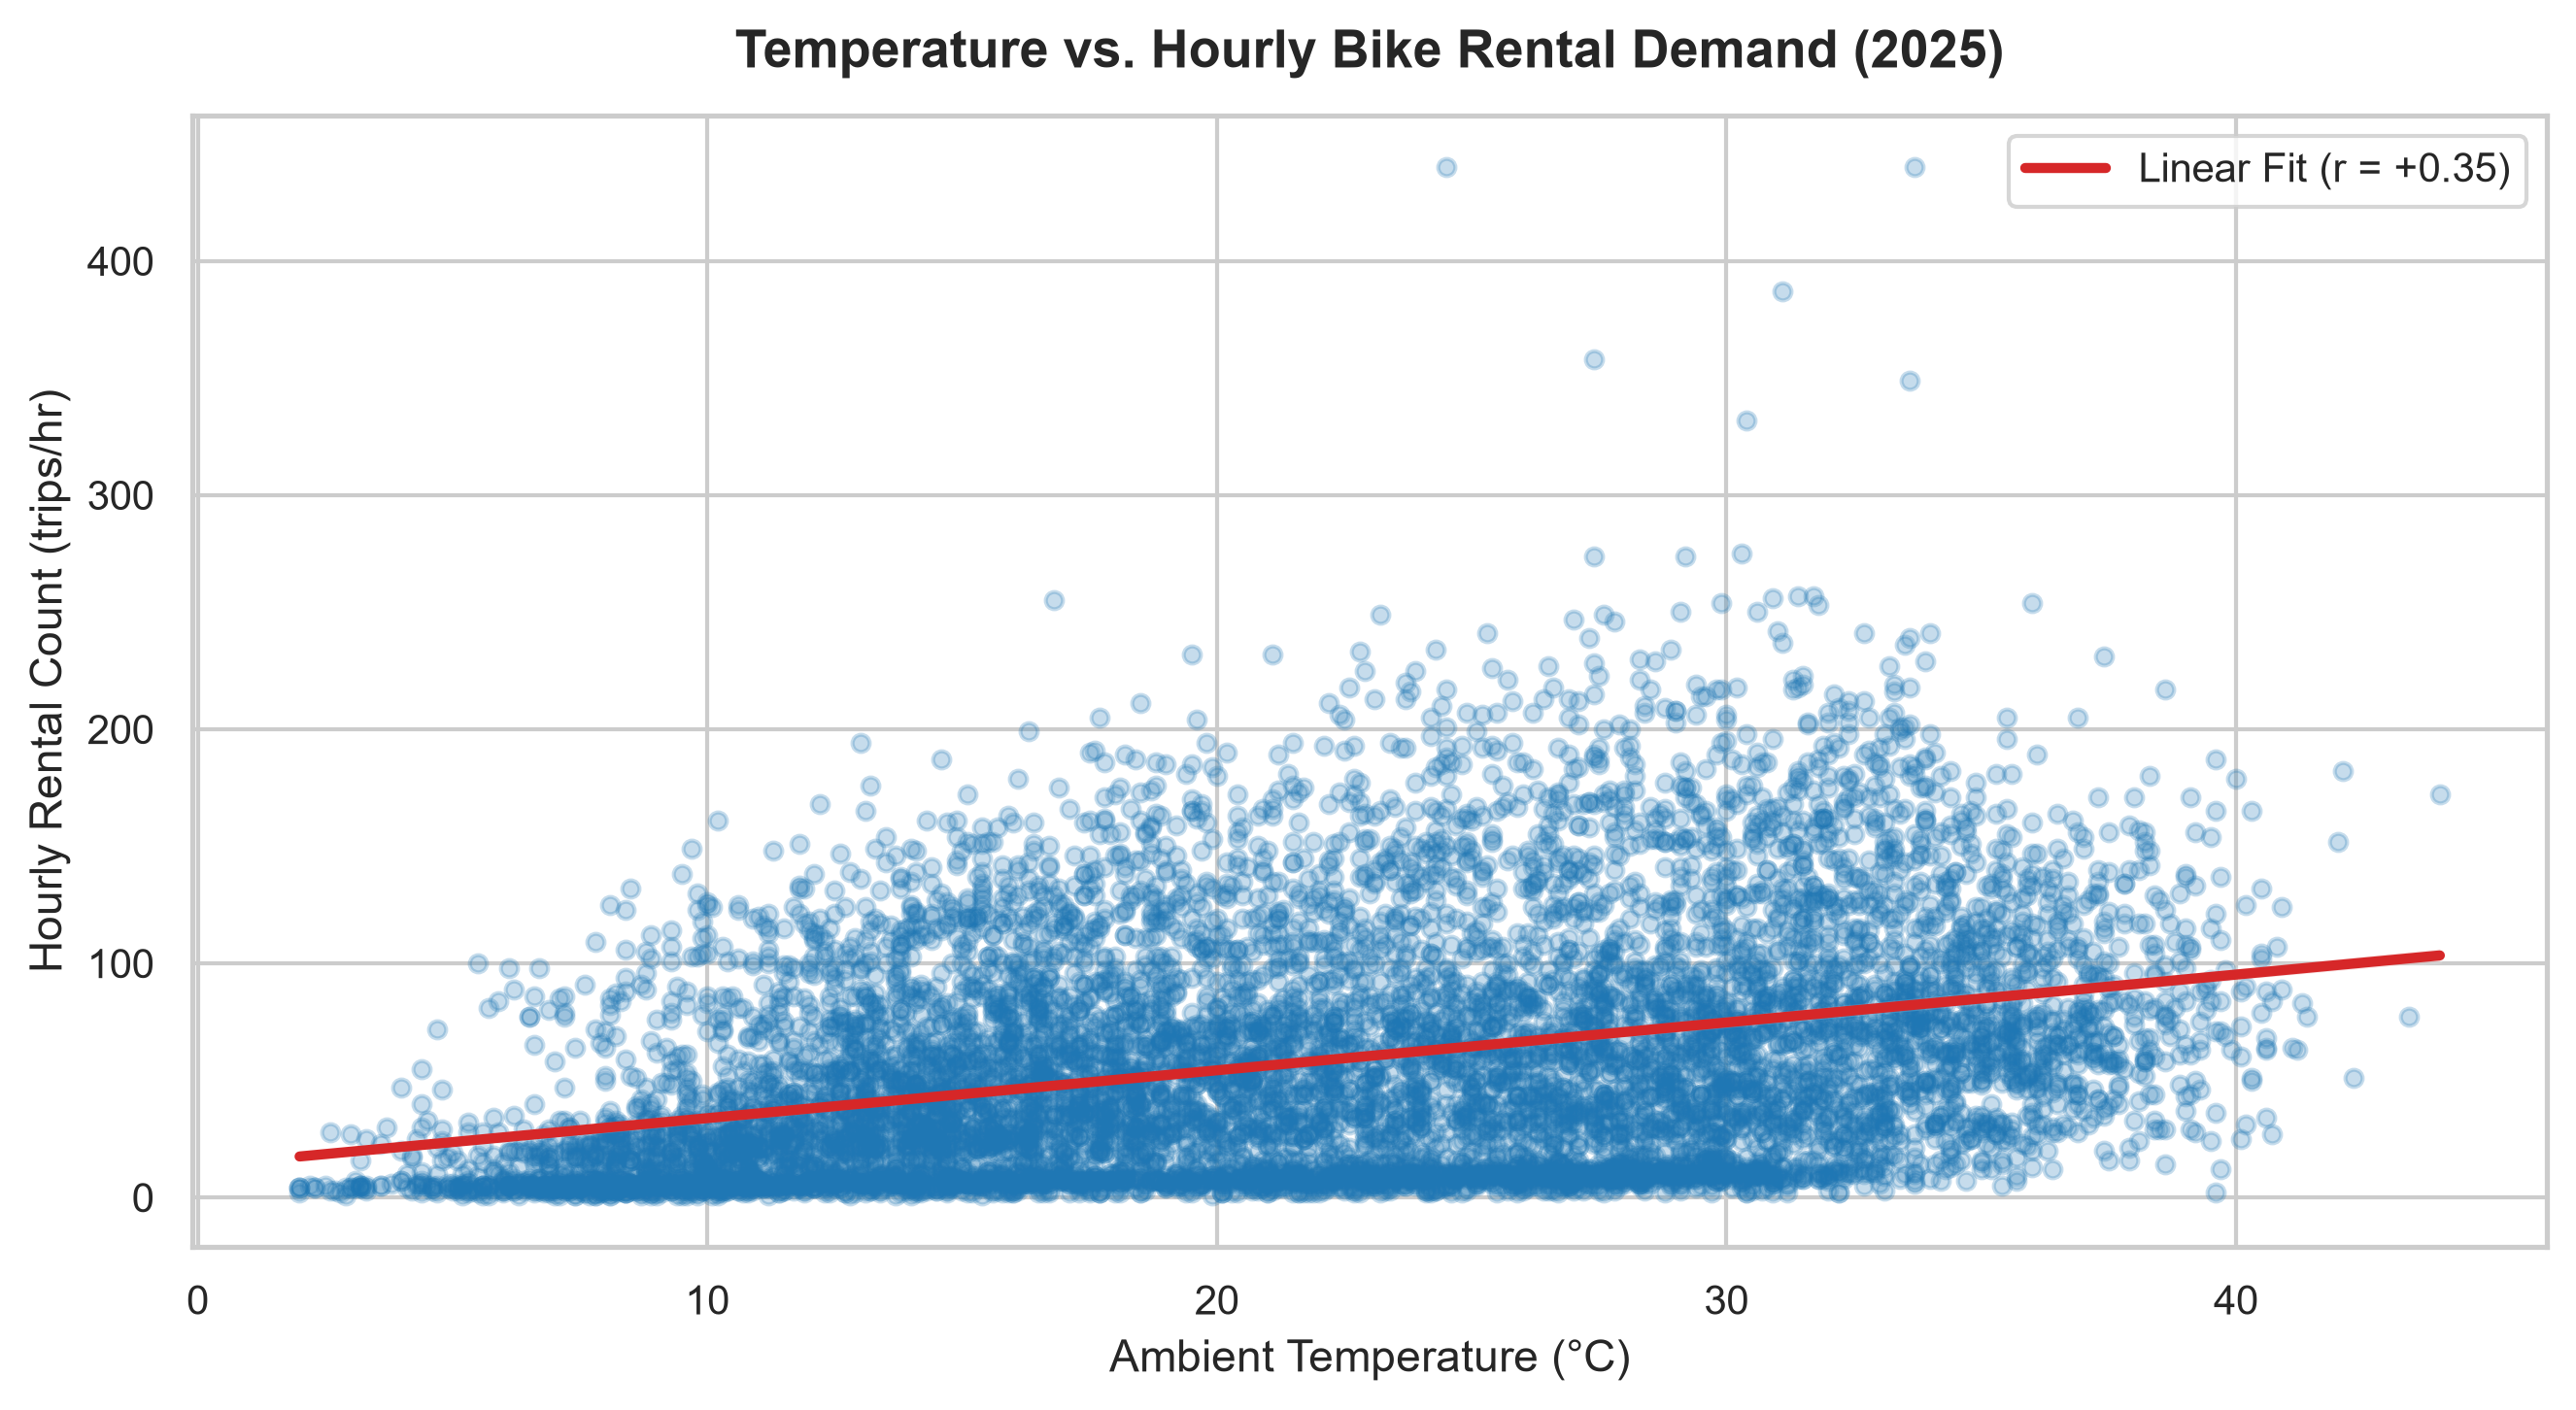 Temperature vs. Hourly Bike Rental Demand (2025)
Linear Fit (r = +0.35)
Hourly Rental Count (trips/hr)
400
300
200
100
0
0 10 20 30 40
Ambient Temperature (°C)